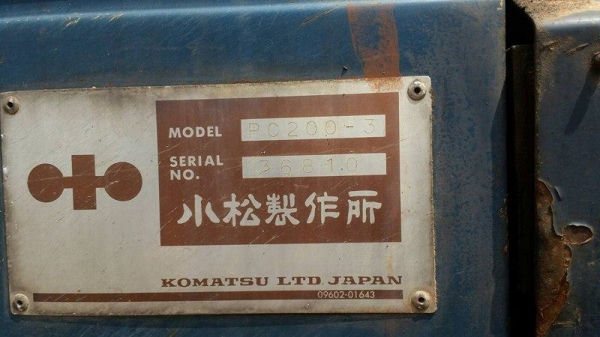 MODEL PC200-3
SERIAL NO. 36810
小松製作所
KOMATSU LTD. JAPAN
09602-01643